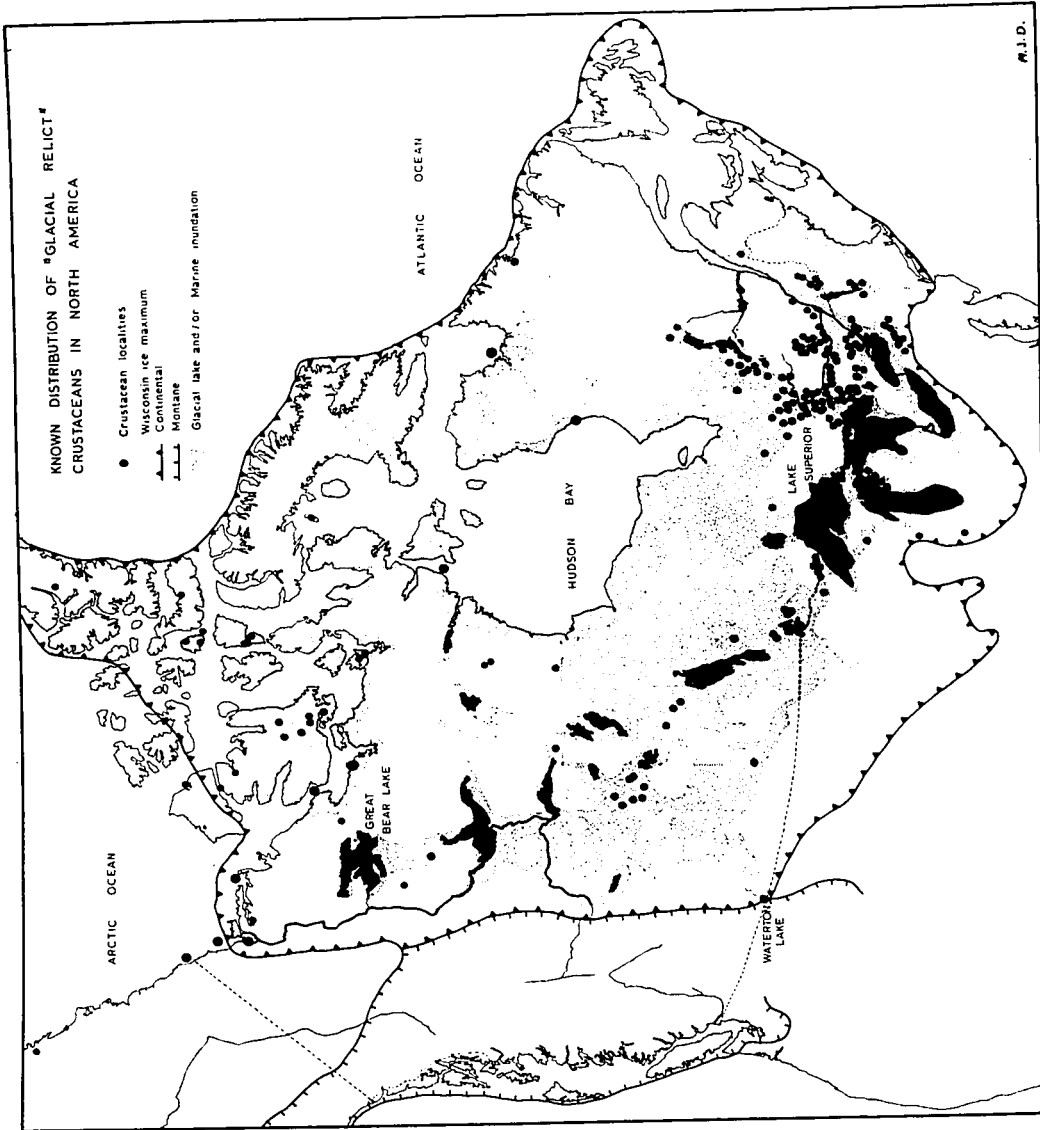 KNOWN DISTRIBUTION OF "GLACIAL RELICT"
CRUSTACEANS IN NORTH AMERICA
Crustacean localities
Wisconsin ice maximum
Continental
Montane
Glacial lake and/or Marine inundation
ARCTIC OCEAN
ATLANTIC OCEAN
GREAT
BEAR LAKE
HUDSON BAY
LAKE
SUPERIOR
WATERTON
LAKE
M.J.D.